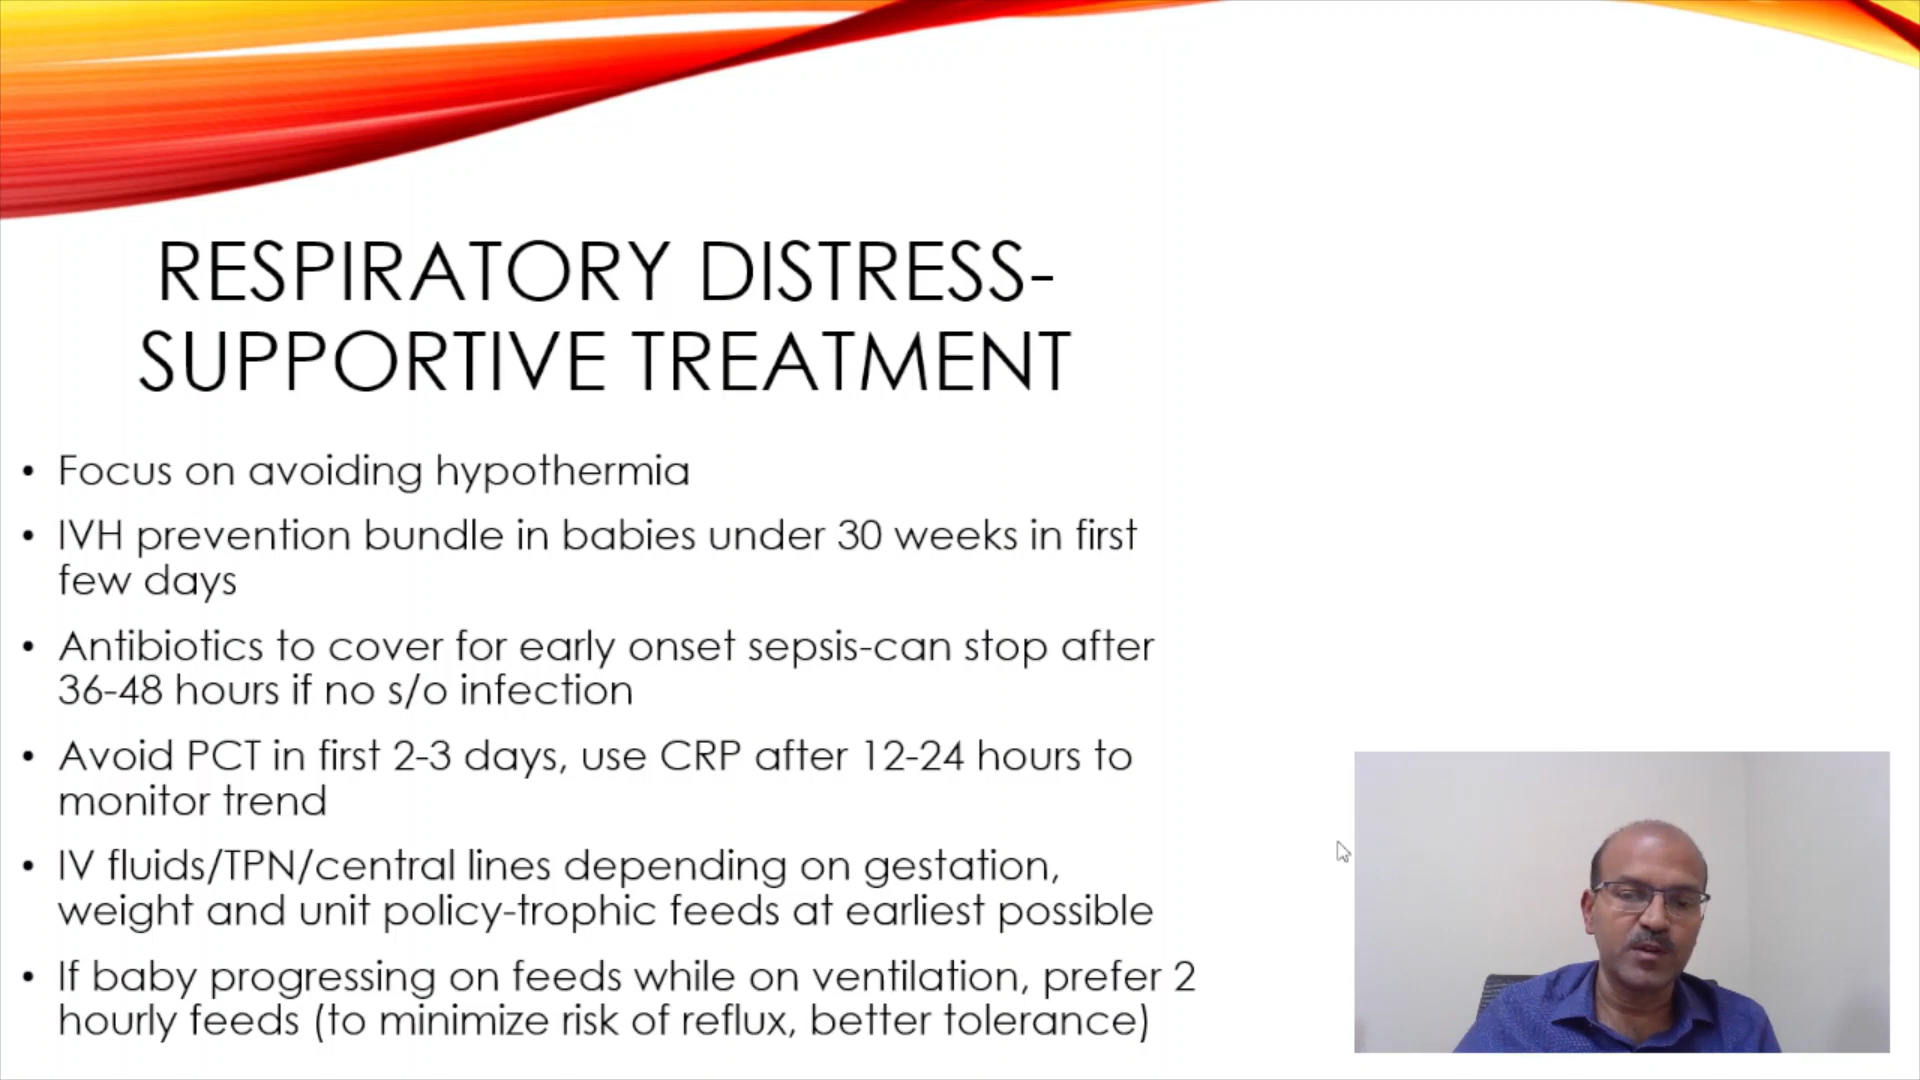 RESPIRATORY DISTRESS-
SUPPORTIVE TREATMENT
• Focus on avoiding hypothermia
• IVH prevention bundle in babies under 30 weeks in first
few days
• Antibiotics to cover for early onset sepsis-can stop after
36-48 hours if no s/o infection
• Avoid PCT in first 2-3 days, use CRP after 12-24 hours to
monitor trend
• IV fluids/TPN/central lines depending on gestation,
weight and unit policy-trophic feeds at earliest possible
• If baby progressing on feeds while on ventilation, prefer 2
hourly feeds (to minimize risk of reflux, better tolerance)